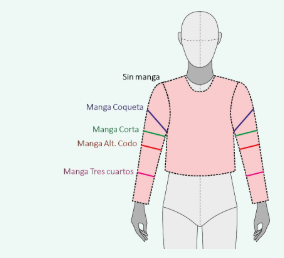 Sin manga
Manga Coqueta
Manga Corta
Manga Alt. Codo
Manga Tres cuartos